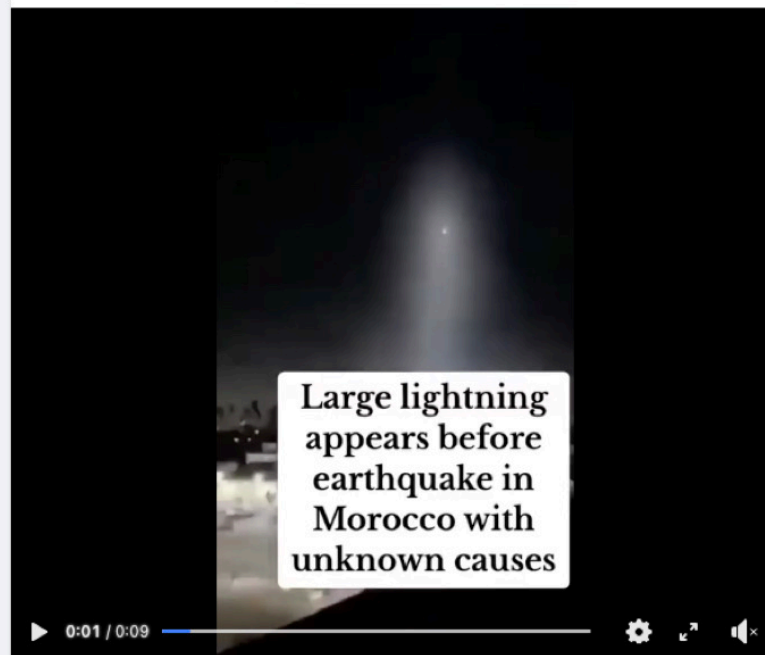 Large lightning
appears before
earthquake in
Morocco with
unknown causes
0:01 / 0:09